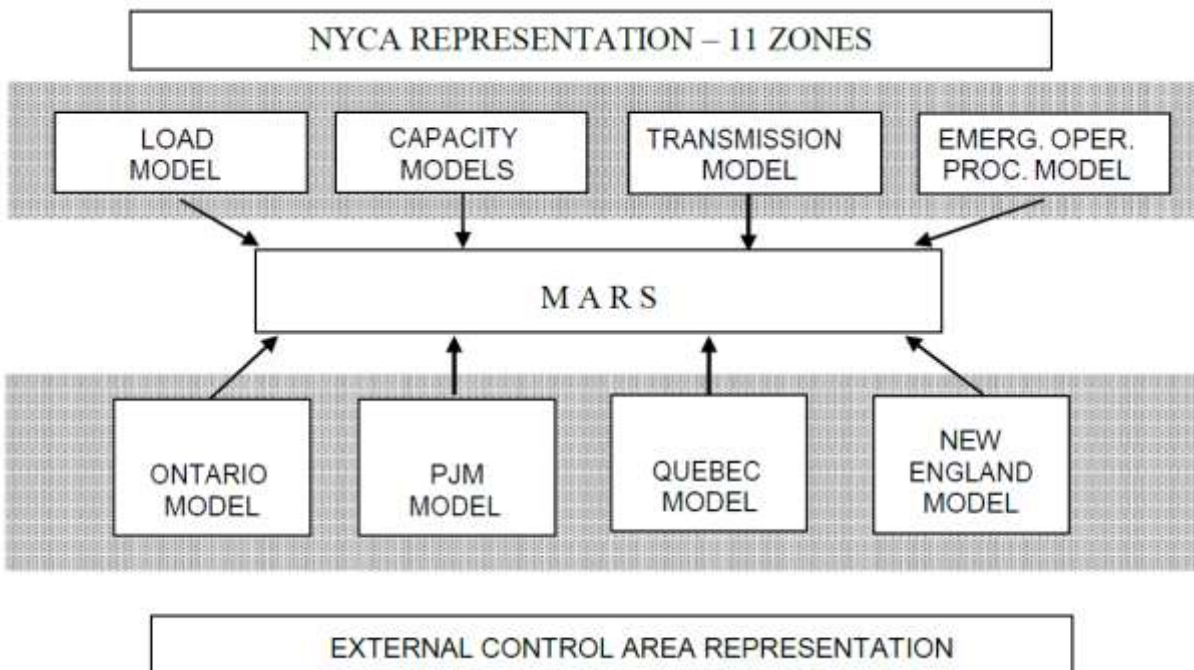 NYCA REPRESENTATION – 11 ZONES
LOAD
MODEL
CAPACITY
MODELS
TRANSMISSION
MODEL
EMERG. OPER.
PROC. MODEL
M A R S
ONTARIO
MODEL
PJM
MODEL
QUEBEC
MODEL
NEW
ENGLAND
MODEL
EXTERNAL CONTROL AREA REPRESENTATION